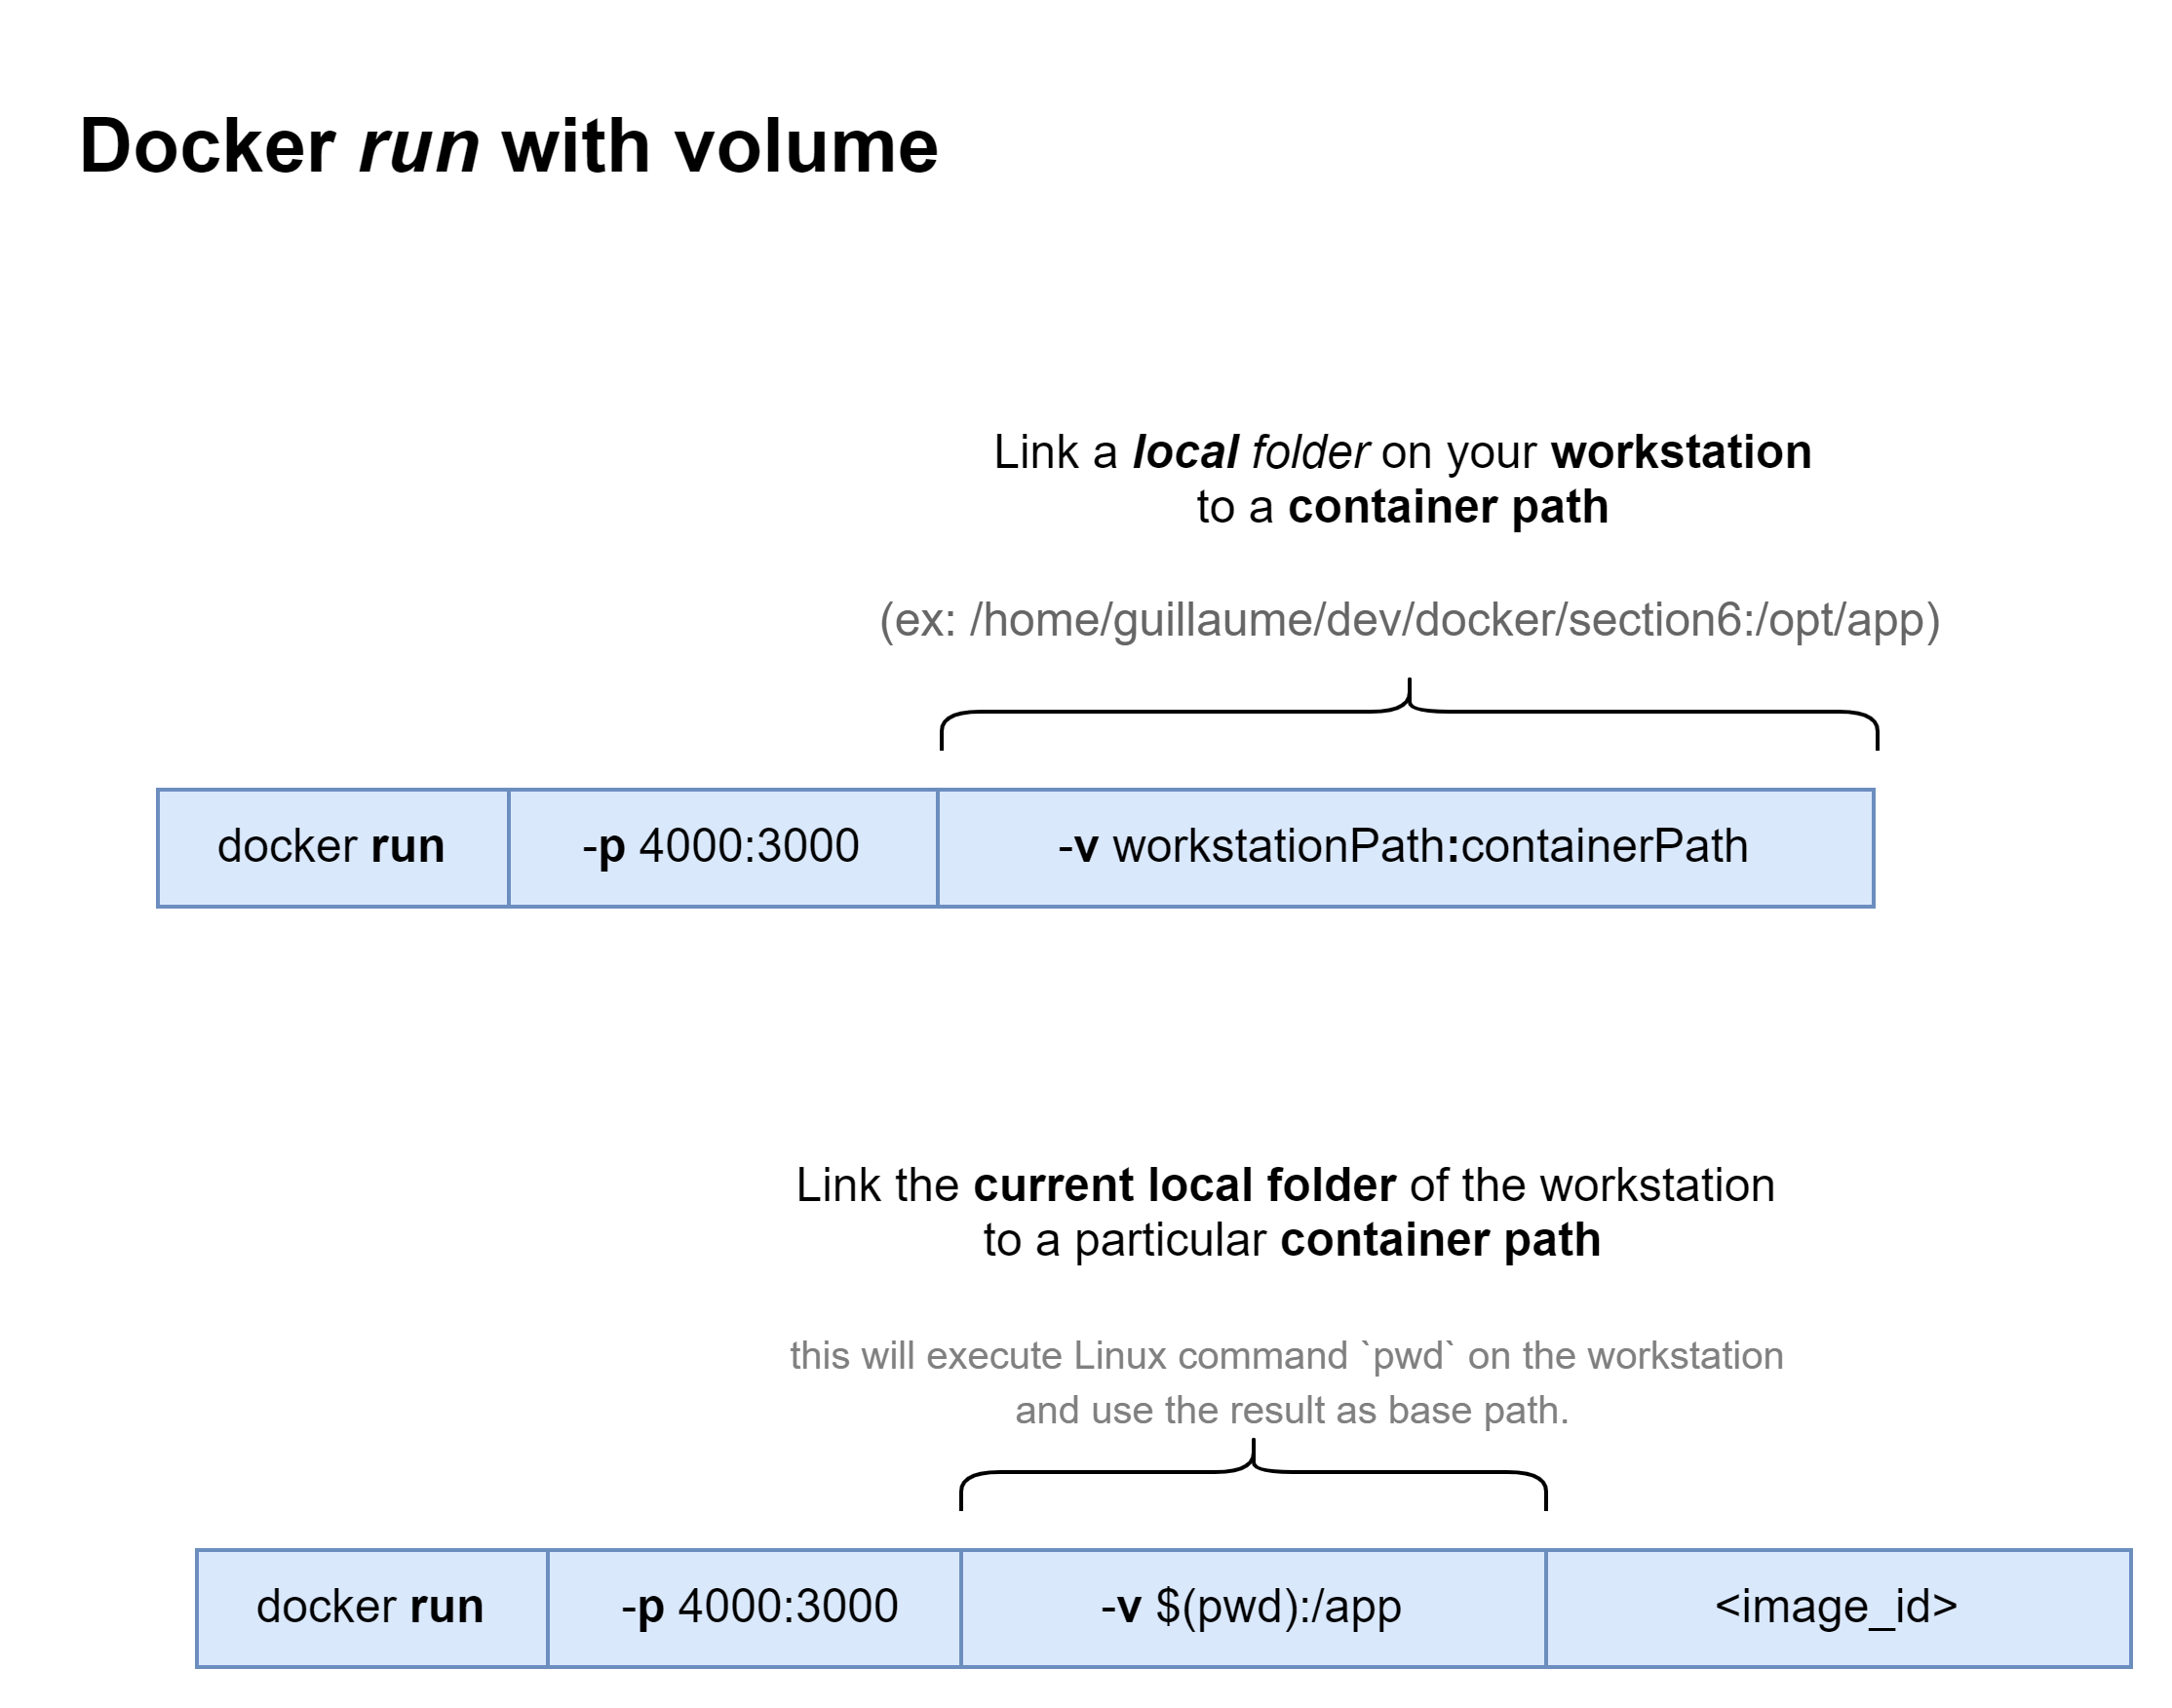 Docker run with volume
Link a local folder on your workstation
to a container path
(ex: /home/guillaume/dev/docker/section6:/opt/app)
docker run -p 4000:3000 -v workstationPath:containerPath
Link the current local folder of the workstation
to a particular container path
this will execute Linux command `pwd` on the workstation
and use the result as base path.
docker run -p 4000:3000 -v $(pwd):/app <image_id>